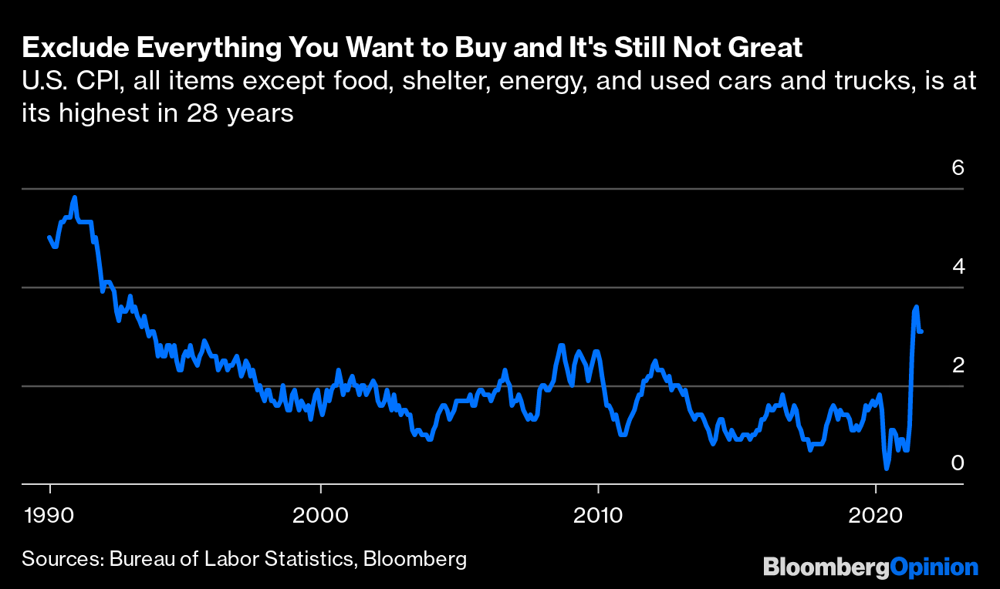 Exclude Everything You Want to Buy and It's Still Not Great
U.S. CPI, all items except food, shelter, energy, and used cars and trucks, is at
its highest in 28 years
6
4
2
0
1990 2000 2010 2020
Sources: Bureau of Labor Statistics, Bloomberg
BloombergOpinion